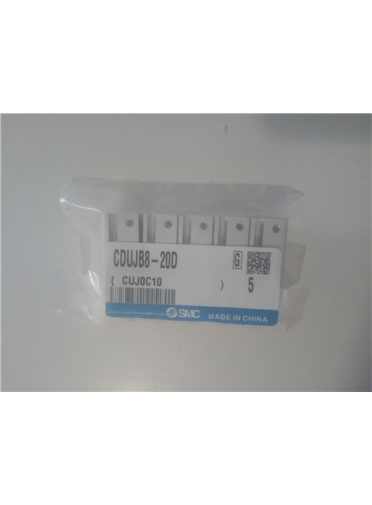 CDUJB8-20D
G
( CUJ0C10 )
5
SMC
MADE IN CHINA